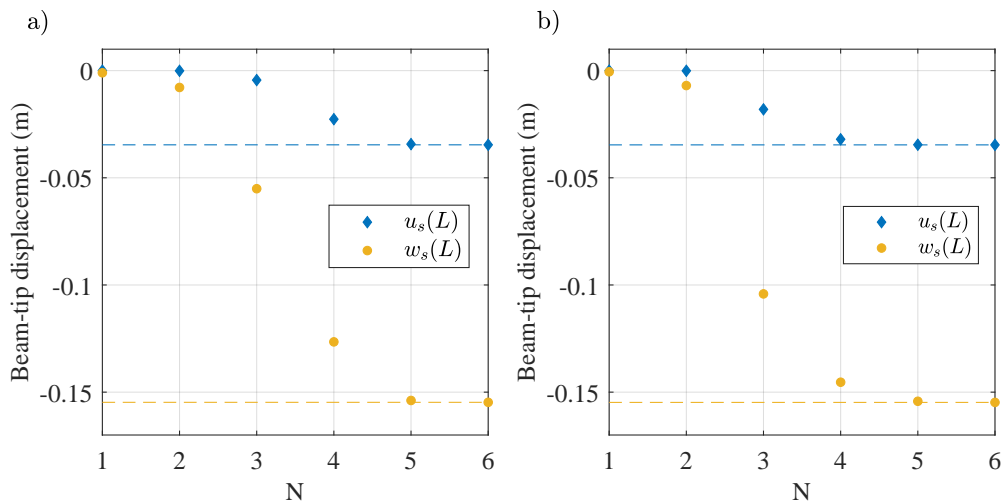 a)
Beam-tip displacement (m)
0
-0.05
-0.1
-0.15
1 2 3 4 5 6
N
u_s(L)
w_s(L)
b)
Beam-tip displacement (m)
0
-0.05
-0.1
-0.15
1 2 3 4 5 6
N
u_s(L)
w_s(L)